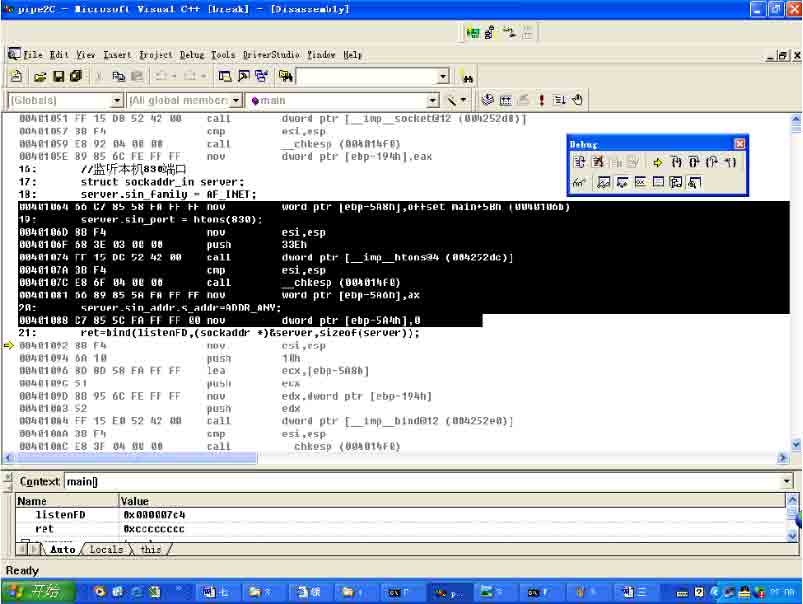 pipe2C - Microsoft Visual C++ [break] - [Disassembly]
File Edit View Insert Project Debug Tools DriverStudio Window Help
(Globals) (All global members main
00401051 FF 15 D8 52 42 00 call dword ptr [__imp__socket@12 (004252d8)]
00401057 3B F4 cmp esi,esp
00401059 E8 92 04 00 00 call __chkesp (004014f0)
0040105E 89 85 6C FE FF FF mov dword ptr [ebp-194h],eax
16: //监听本机830端口
17: struct sockaddr_in server;
18: server.sin_family = AF_INET;
00401064 66 C7 85 58 FA FF FF mov word ptr [ebp-5A8h],offset main+5Bh (0040106b)
19: server.sin_port = htons(830);
0040106D 8B F4 mov esi,esp
0040106F 68 3E 03 00 00 push 33Eh
00401074 FF 15 DC 52 42 00 call dword ptr [__imp__htons@4 (004252dc)]
0040107A 3B F4 cmp esi,esp
0040107C E8 6F 04 00 00 call __chkesp (004014f0)
00401081 66 89 85 5A FA FF FF mov word ptr [ebp-5A6h],ax
20: server.sin_addr.s_addr=ADDR_ANY;
00401088 C7 85 5C FA FF FF 00 mov dword ptr [ebp-5A4h],0
21: ret=bind(listenFD,(sockaddr *)&server,sizeof(server));
00401092 8B F4 mov esi,esp
00401094 6A 10 push 10h
00401096 8D 8D 58 FA FF FF lea ecx,[ebp-5A8h]
0040109C 51 push ecx
0040109D 8B 95 6C FE FF FF mov edx,dword ptr [ebp-194h]
004010A3 52 push edx
004010A4 FF 15 E0 52 42 00 call dword ptr [__imp__bind@12 (004252e0)]
004010AA 3B F4 cmp esi,esp
004010AC E8 3F 04 00 00 call __chkesp (004014f0)
Debug
Context: main()
Name Value
listenFD 0x000007c4
ret 0xcccccccc
Auto Locals this
Ready
开始